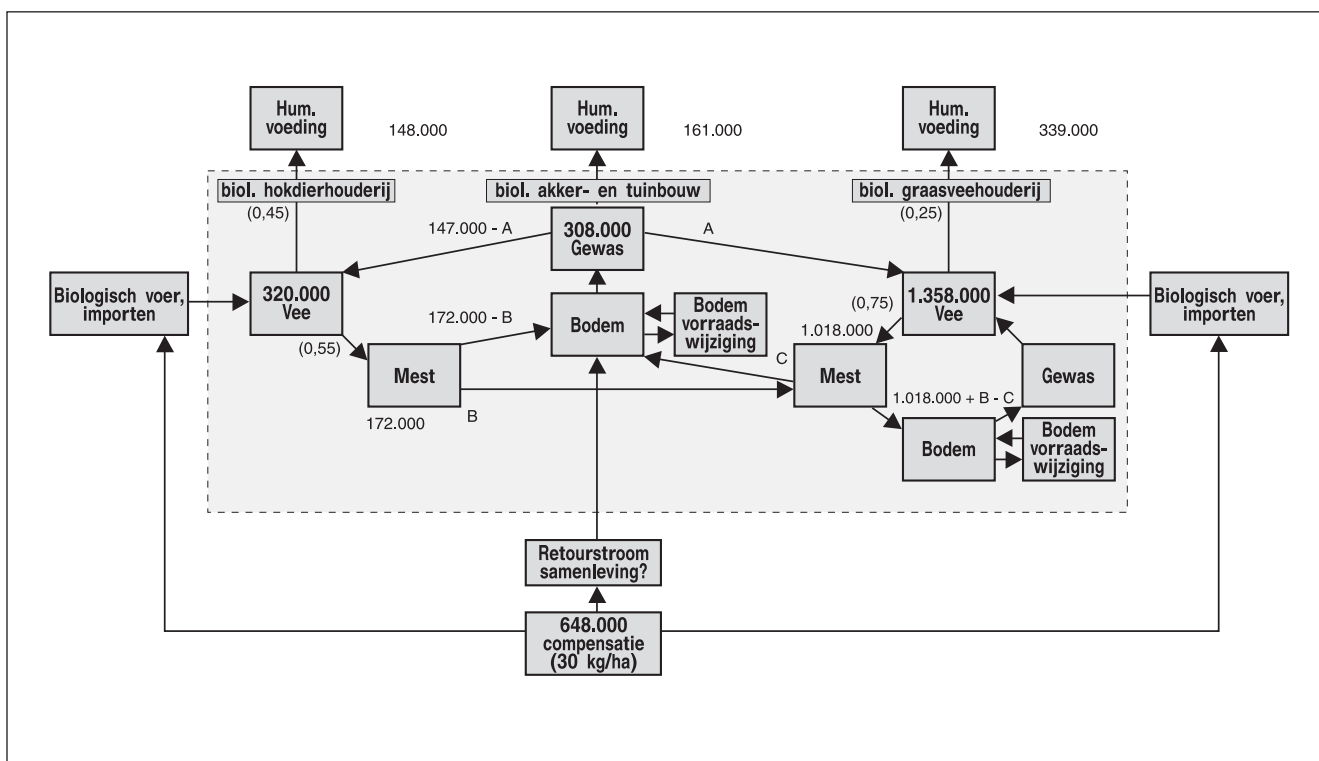 Hum.
voeding
148.000
Hum.
voeding
161.000
Hum.
voeding
339.000
biol. hokdierhouderij
(0,45)
biol. akker- en tuinbouw
biol. graasveehouderij
(0,25)
147.000 - A
308.000
Gewas
A
Biologisch voer,
importen
320.000
Vee
(0,55)
172.000 - B
Bodem
Bodem
vorraads-
wijziging
(0,75)
1.358.000
Vee
Biologisch voer,
importen
1.018.000
C
Mest
172.000
B
Mest
Gewas
1.018.000 + B - C
Bodem
Bodem
vorraads-
wijziging
Retourstroom
samenleving?
648.000
compensatie
(30 kg/ha)